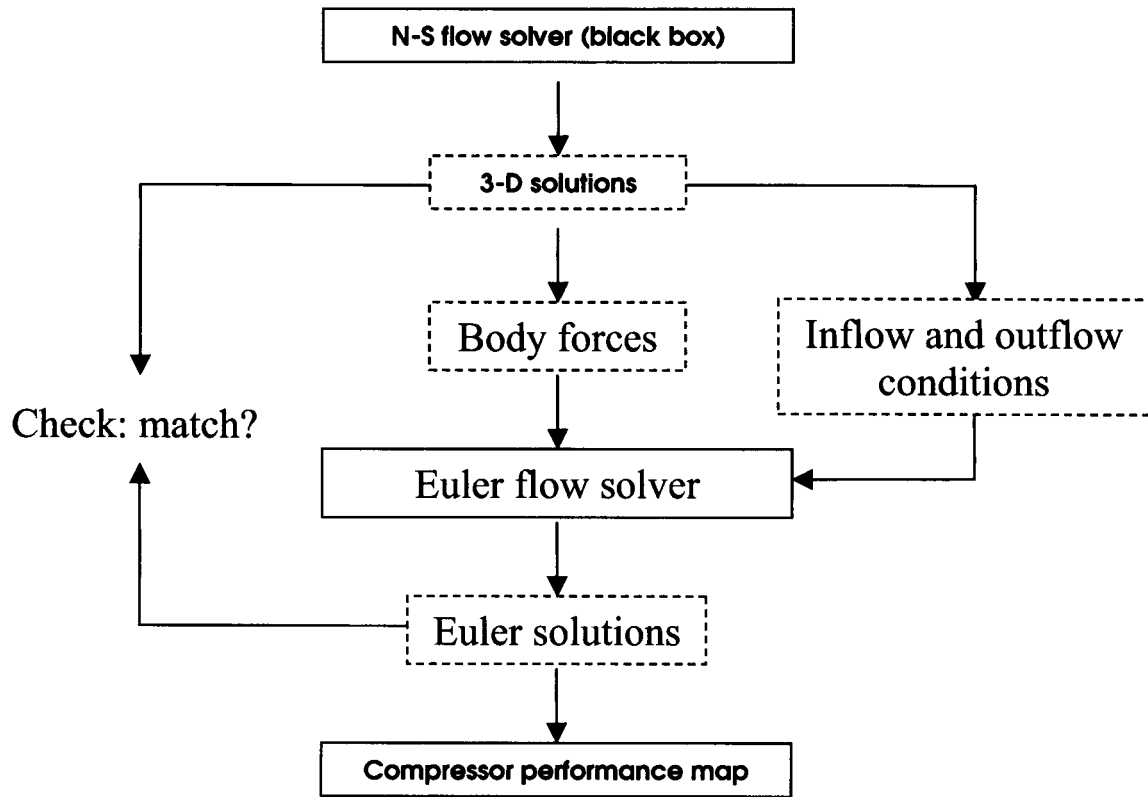 N-S flow solver (black box)
3-D solutions
Body forces
Inflow and outflow
conditions
Check: match?
Euler flow solver
Euler solutions
Compressor performance map